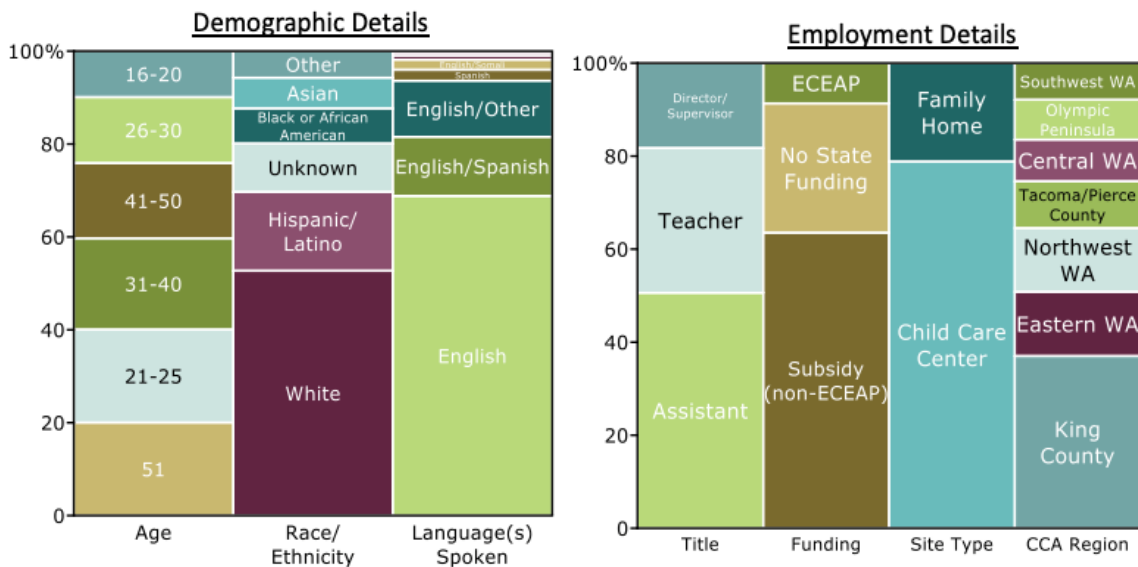 Demographic Details
100%
80
60
40
20
0
16-20
26-30
41-50
31-40
21-25
51
Other
Asian
Black or African
American
Unknown
Hispanic/
Latino
White
English/Somali
Spanish
English/Other
English/Spanish
English
Age
Race/
Ethnicity
Language(s)
Spoken
Employment Details
100%
80
60
40
20
0
Director/
Supervisor
Teacher
Assistant
ECEAP
No State
Funding
Subsidy
(non-ECEAP)
Family
Home
Child Care
Center
Southwest WA
Olympic
Peninsula
Central WA
Tacoma/Pierce
County
Northwest
WA
Eastern WA
King
County
Title
Funding
Site Type
CCA Region